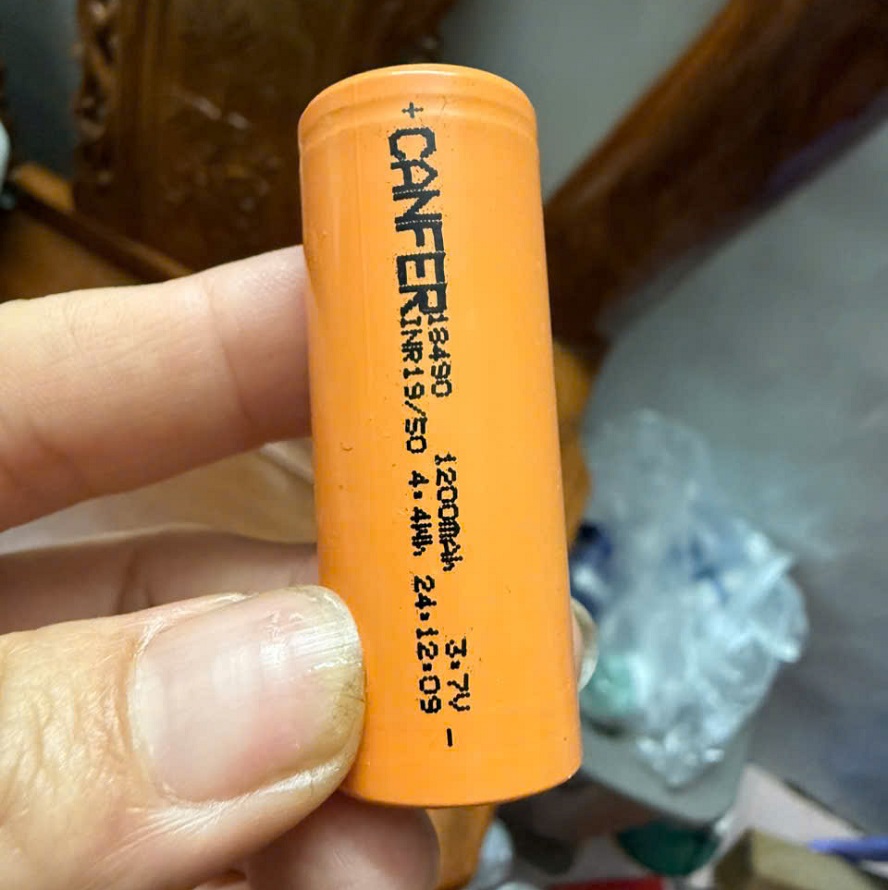 + CANFER 18490 1200mAh 3.7V -
INR19/50 4.4Wh 24.12.09